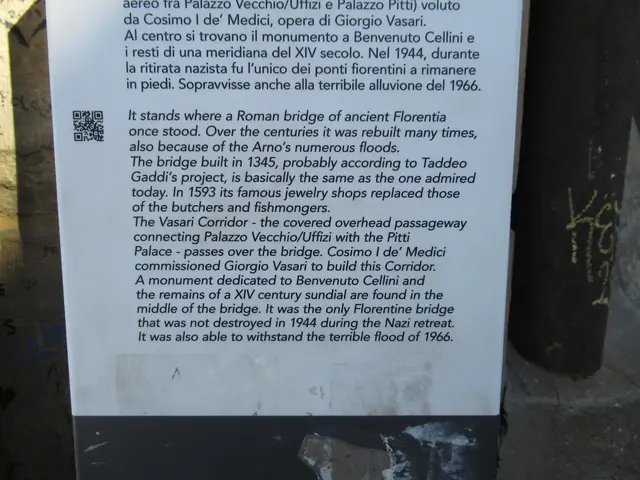 aereo fra Palazzo Vecchio/Uffizi e Palazzo Pitti) voluto
da Cosimo I de' Medici, opera di Giorgio Vasari.
Al centro si trovano il monumento a Benvenuto Cellini e
i resti di una meridiana del XIV secolo. Nel 1944, durante
la ritirata nazista fu l'unico dei ponti fiorentini a rimanere
in piedi. Sopravvisse anche alla terribile alluvione del 1966.
It stands where a Roman bridge of ancient Florentia
once stood. Over the centuries it was rebuilt many times,
also because of the Arno's numerous floods.
The bridge built in 1345, probably according to Taddeo
Gaddi's project, is basically the same as the one admired
today. In 1593 its famous jewelry shops replaced those
of the butchers and fishmongers.
The Vasari Corridor - the covered overhead passageway
connecting Palazzo Vecchio/Uffizi with the Pitti
Palace - passes over the bridge. Cosimo I de' Medici
commissioned Giorgio Vasari to build this Corridor.
A monument dedicated to Benvenuto Cellini and
the remains of a XIV century sundial are found in the
middle of the bridge. It was the only Florentine bridge
that was not destroyed in 1944 during the Nazi retreat.
It was also able to withstand the terrible flood of 1966.